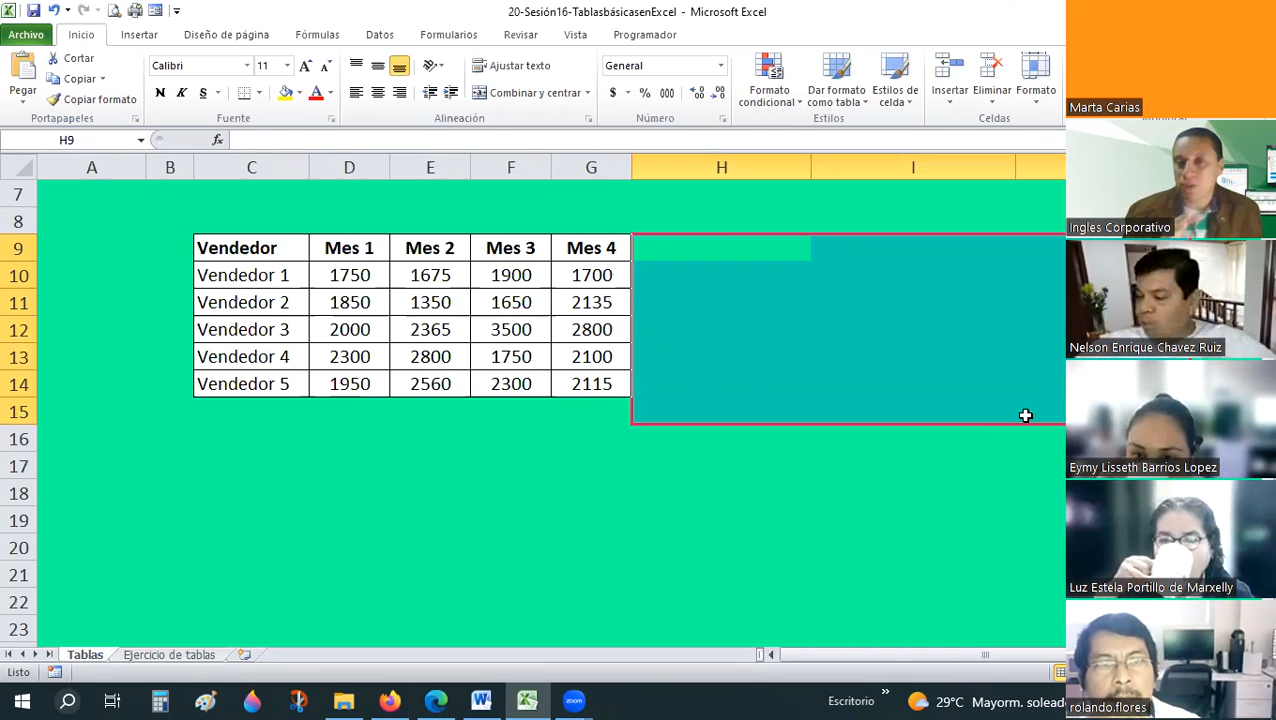 20-Sesión16-TablasbásicasenExcel - Microsoft Excel
Archivo Inicio Insertar Diseño de página Fórmulas Datos Formularios Revisar Vista Programador
Pegar
Cortar
Copiar
Copiar formato
Portapapeles
Calibri 11
N K S
Fuente
Ajustar texto
Combinar y centrar
Alineación
General
$ % 000
Número
Formato condicional
Dar formato como tabla
Estilos de celda
Estilos
Insertar Eliminar Formato
Celdas
H9 fx
A B C D E F G H I
7
8
9 Vendedor Mes 1 Mes 2 Mes 3 Mes 4
10 Vendedor 1 1750 1675 1900 1700
11 Vendedor 2 1850 1350 1650 2135
12 Vendedor 3 2000 2365 3500 2800
13 Vendedor 4 2300 2800 1750 2100
14 Vendedor 5 1950 2560 2300 2115
15
16
17
18
19
20
21
22
23
Tablas Ejercicio de tablas
Listo
Escritorio 29°C Mayorm. soleado
Marta Carias
Ingles Corporativo
Nelson Enrique Chavez Ruiz
Eymy Lisseth Barrios Lopez
Luz Estela Portillo de Marxelly
rolando.flores